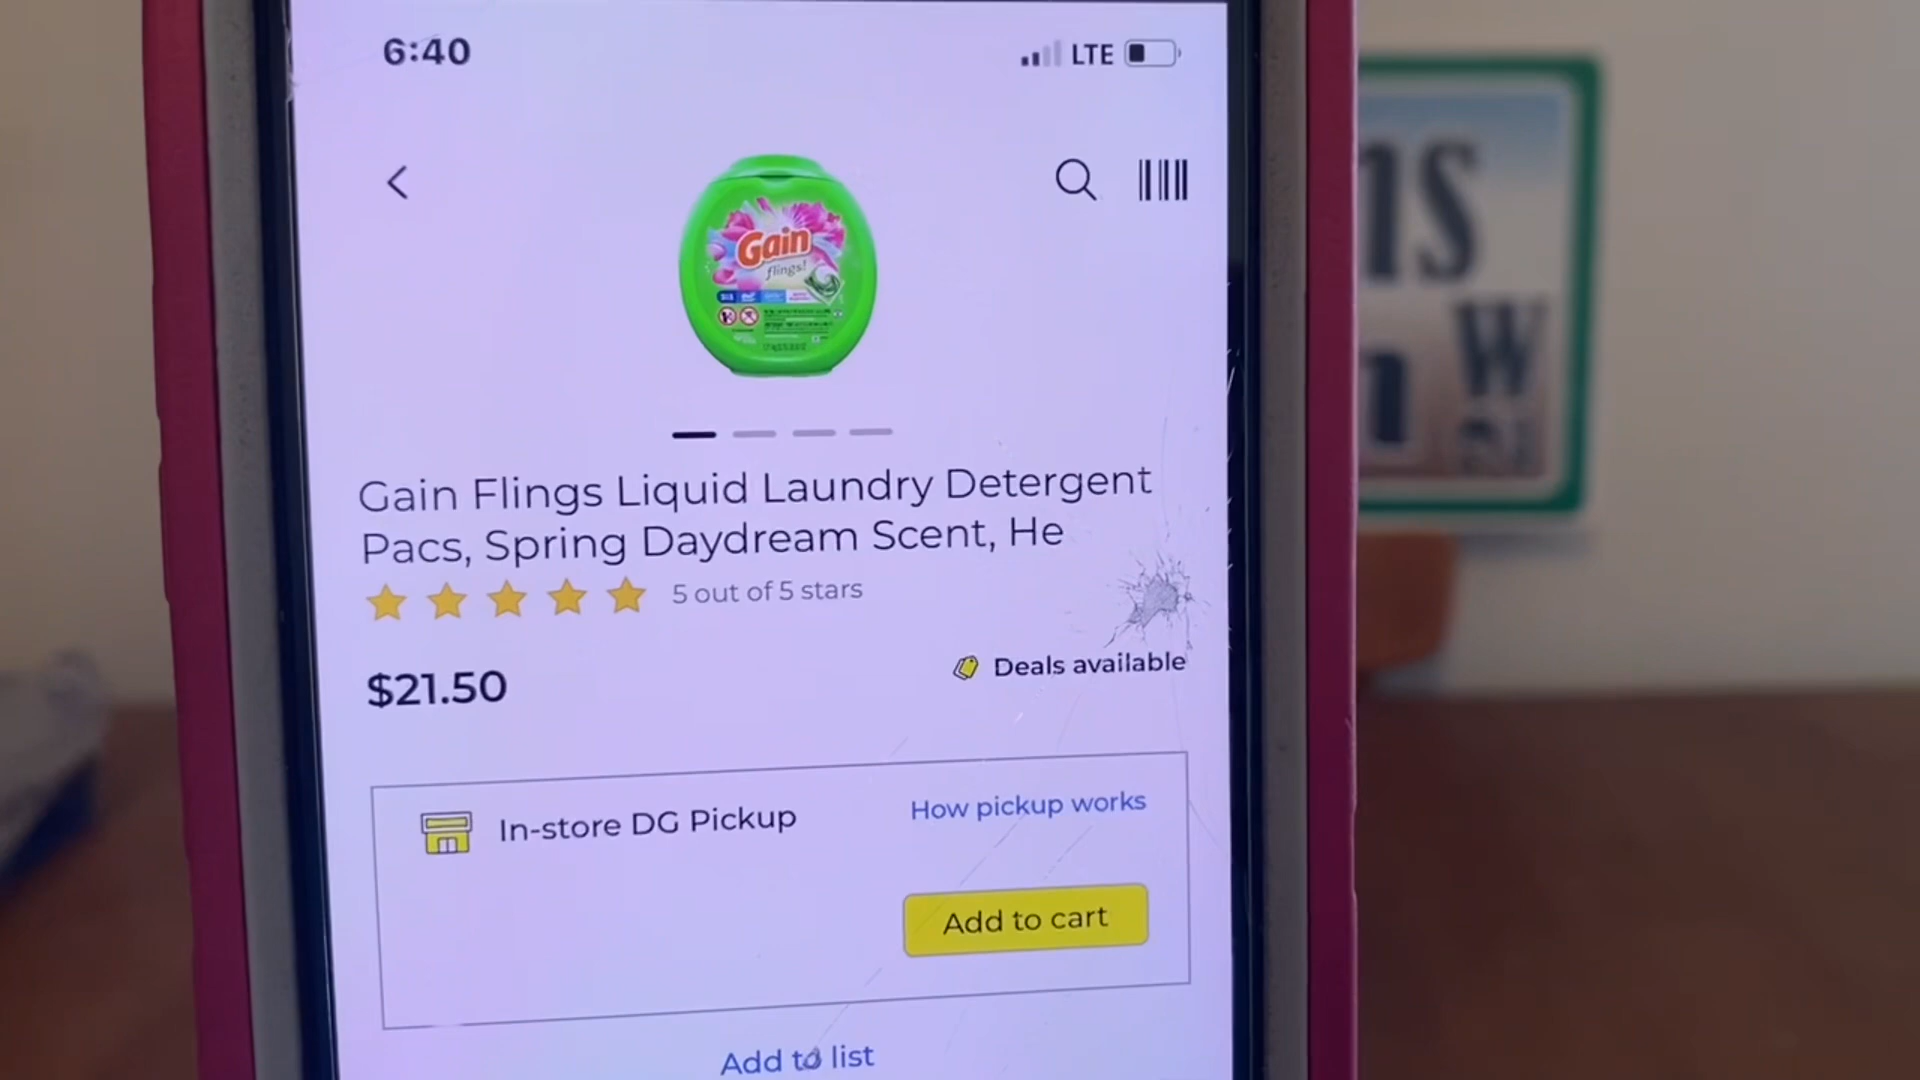 6:40
LTE
Gain
flings!
Gain Flings Liquid Laundry Detergent
Pacs, Spring Daydream Scent, He
5 out of 5 stars
$21.50
Deals available
In-store DG Pickup
How pickup works
Add to cart
Add to list
ns
W